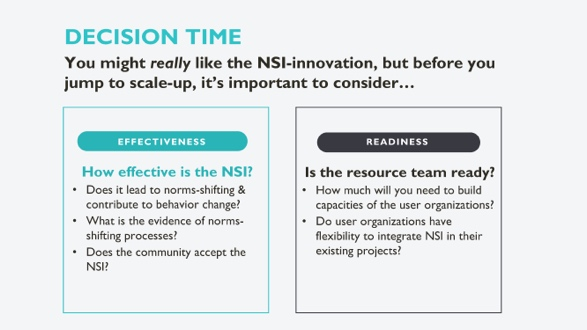 DECISION TIME
You might really like the NSI-innovation, but before you
jump to scale-up, it's important to consider…
EFFECTIVENESS
How effective is the NSI?
• Does it lead to norms-shifting &
contribute to behavior change?
• What is the evidence of norms-
shifting processes?
• Does the community accept the
NSI?
READINESS
Is the resource team ready?
• How much will you need to build
capacities of the user organizations?
• Do user organizations have
flexibility to integrate NSI in their
existing projects?